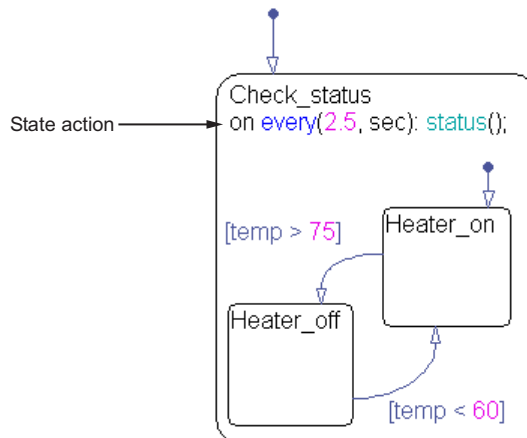 Check_status
State action
on every(2.5, sec): status();
Heater_on
[temp > 75]
Heater_off
[temp < 60]